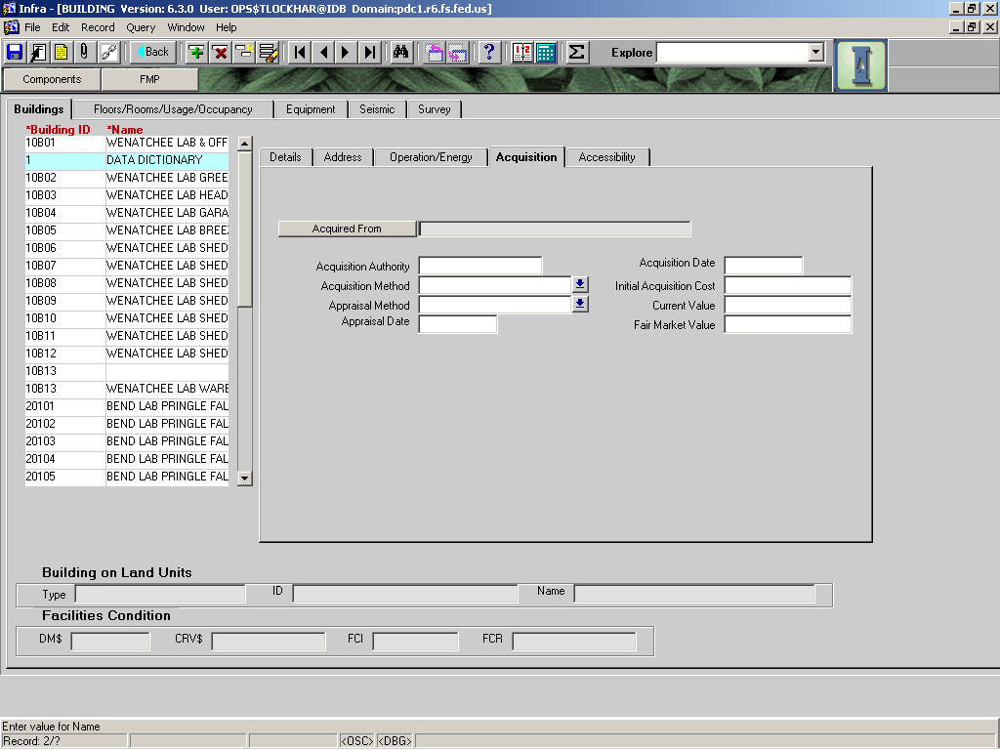 Infra - [BUILDING Version: 6.3.0 User: OPS$TLOCKHAR@IDB Domain:pdc1.r6.fs.fed.us]
File Edit Record Query Window Help
Back Explore
Components FMP
Buildings Floors/Rooms/Usage/Occupancy Equipment Seismic Survey
*Building ID *Name
10B01 WENATCHEE LAB & OFF
1 DATA DICTIONARY
10B02 WENATCHEE LAB GREE
10B03 WENATCHEE LAB HEAD
10B04 WENATCHEE LAB GARA
10B05 WENATCHEE LAB BREE
10B06 WENATCHEE LAB SHED
10B07 WENATCHEE LAB SHED
10B08 WENATCHEE LAB SHED
10B09 WENATCHEE LAB SHED
10B10 WENATCHEE LAB SHED
10B11 WENATCHEE LAB SHED
10B12 WENATCHEE LAB SHED
10B13
10B13 WENATCHEE LAB WARE
20101 BEND LAB PRINGLE FAL
20102 BEND LAB PRINGLE FAL
20103 BEND LAB PRINGLE FAL
20104 BEND LAB PRINGLE FAL
20105 BEND LAB PRINGLE FAL
Details Address Operation/Energy Acquisition Accessibility
Acquired From
Acquisition Authority Acquisition Date
Acquisition Method Initial Acquisition Cost
Appraisal Method Current Value
Appraisal Date Fair Market Value
Building on Land Units
Type ID Name
Facilities Condition
DM$ CRV$ FCI FCR
Enter value for Name
Record: 2/? <OSC> <DBG>